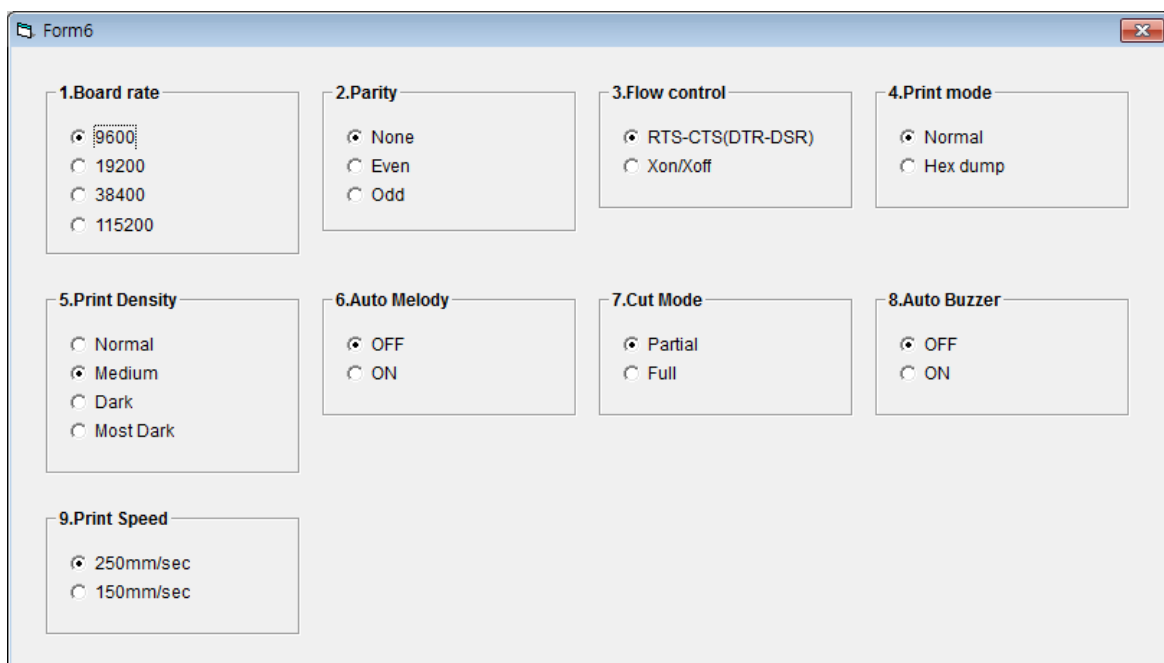 Form6
1.Board rate
9600
19200
38400
115200
2.Parity
None
Even
Odd
3.Flow control
RTS-CTS(DTR-DSR)
Xon/Xoff
4.Print mode
Normal
Hex dump
5.Print Density
Normal
Medium
Dark
Most Dark
6.Auto Melody
OFF
ON
7.Cut Mode
Partial
Full
8.Auto Buzzer
OFF
ON
9.Print Speed
250mm/sec
150mm/sec